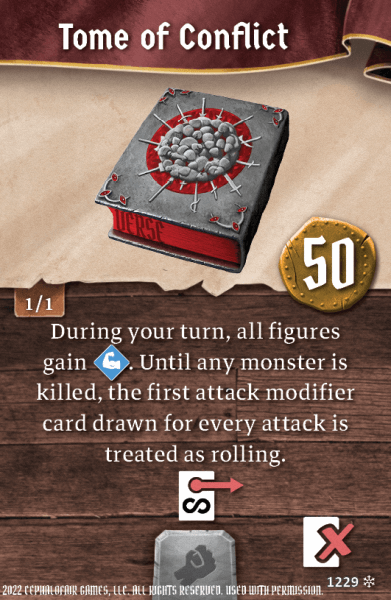 Tome of Conflict
VERSE
50
1/1
During your turn, all figures
gain . Until any monster is
killed, the first attack modifier
card drawn for every attack is
treated as rolling.
S
1229
2022 CEPHALOFAIR GAMES, LLC. ALL RIGHTS RESERVED. USED WITH PERMISSION.